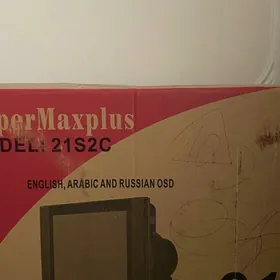 perMaxplus
DEL: 21S2C
ENGLISH, ARABIC AND RUSSIAN OSD